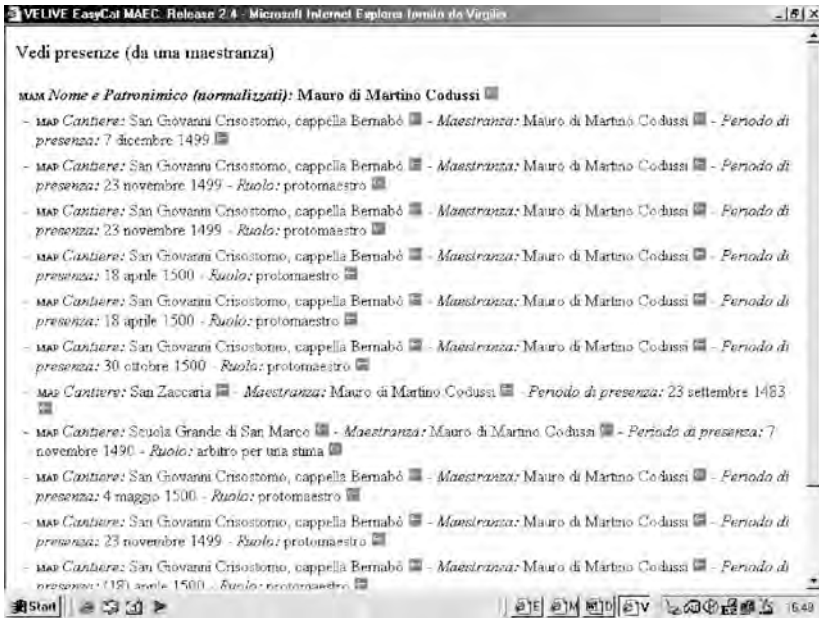 VELIVE EasyCat MAEC. Release 2.4 - Microsoft Internet Explorer fornito da Virgilio
Vedi presenze (da una maestranza)
MAM Nome e Patronimico (normalizzati): Mauro di Martino Codussi
- MAP Cantiere: San Giovanni Crisostomo, cappella Bernabò - Maestranza: Mauro di Martino Codussi - Periodo di
presenza: 7 dicembre 1499
- MAP Cantiere: San Giovanni Crisostomo, cappella Bernabò - Maestranza: Mauro di Martino Codussi - Periodo di
presenza: 23 novembre 1499 - Ruolo: protomaestro
- MAP Cantiere: San Giovanni Crisostomo, cappella Bernabò - Maestranza: Mauro di Martino Codussi - Periodo di
presenza: 23 novembre 1499 - Ruolo: protomaestro
- MAP Cantiere: San Giovanni Crisostomo, cappella Bernabò - Maestranza: Mauro di Martino Codussi - Periodo di
presenza: 18 aprile 1500 - Ruolo: protomaestro
- MAP Cantiere: San Giovanni Crisostomo, cappella Bernabò - Maestranza: Mauro di Martino Codussi - Periodo di
presenza: 18 aprile 1500 - Ruolo: protomaestro
- MAP Cantiere: San Giovanni Crisostomo, cappella Bernabò - Maestranza: Mauro di Martino Codussi - Periodo di
presenza: 30 ottobre 1500 - Ruolo: protomaestro
- MAP Cantiere: San Zaccaria - Maestranza: Mauro di Martino Codussi - Periodo di presenza: 23 settembre 1483
- MAP Cantiere: Scuola Grande di San Marco - Maestranza: Mauro di Martino Codussi - Periodo di presenza: 7
novembre 1490 - Ruolo: arbitro per una stima
- MAP Cantiere: San Giovanni Crisostomo, cappella Bernabò - Maestranza: Mauro di Martino Codussi - Periodo di
presenza: 4 maggio 1500 - Ruolo: protomaestro
- MAP Cantiere: San Giovanni Crisostomo, cappella Bernabò - Maestranza: Mauro di Martino Codussi - Periodo di
presenza: 23 novembre 1499 - Ruolo: protomaestro
- MAP Cantiere: San Giovanni Crisostomo, cappella Bernabò - Maestranza: Mauro di Martino Codussi - Periodo di
presenza: (18) aprile 1500 - Ruolo: protomaestro
Start E M D V 16.49